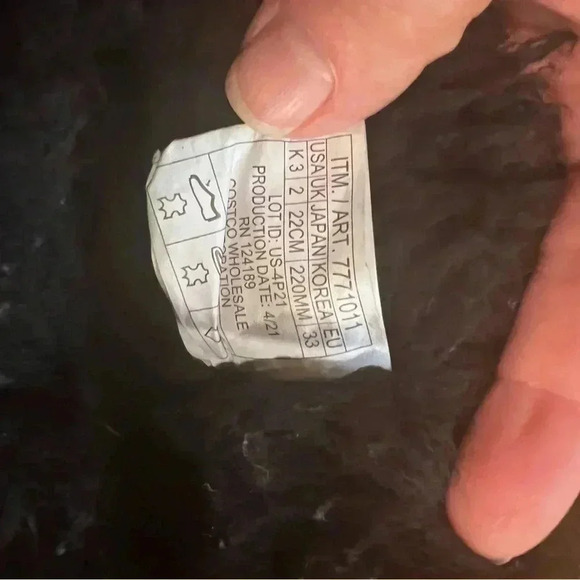 ITM. / ART. 7771011
USA UK JAPAN KOREA EU
K 3 2 22CM 220MM 33
LOT ID: US-4P21
PRODUCTION DATE: 4/21
RN 124189
COSTCO WHOLESALE